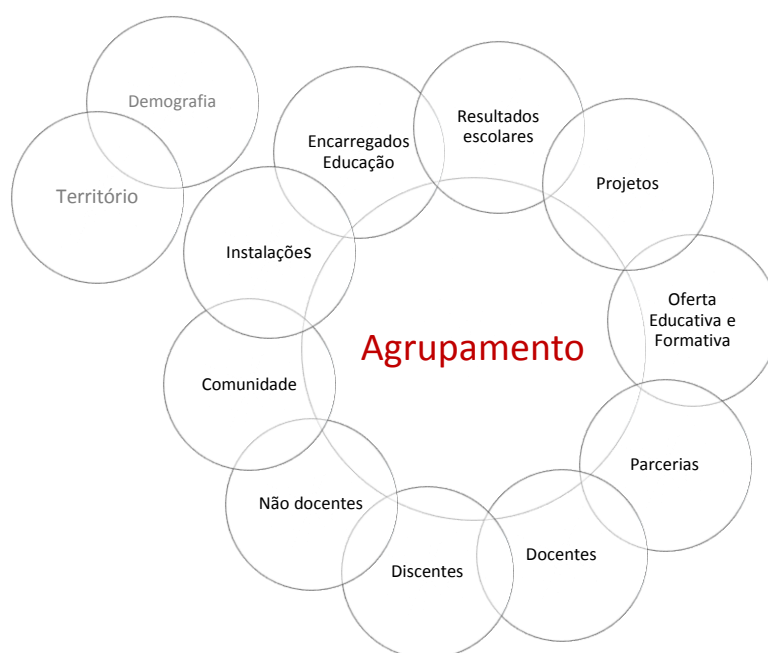 Demografia
Território
Encarregados
Educação
Resultados
escolares
Projetos
Instalações
Oferta
Educativa e
Formativa
Agrupamento
Comunidade
Parcerias
Não docentes
Docentes
Discentes